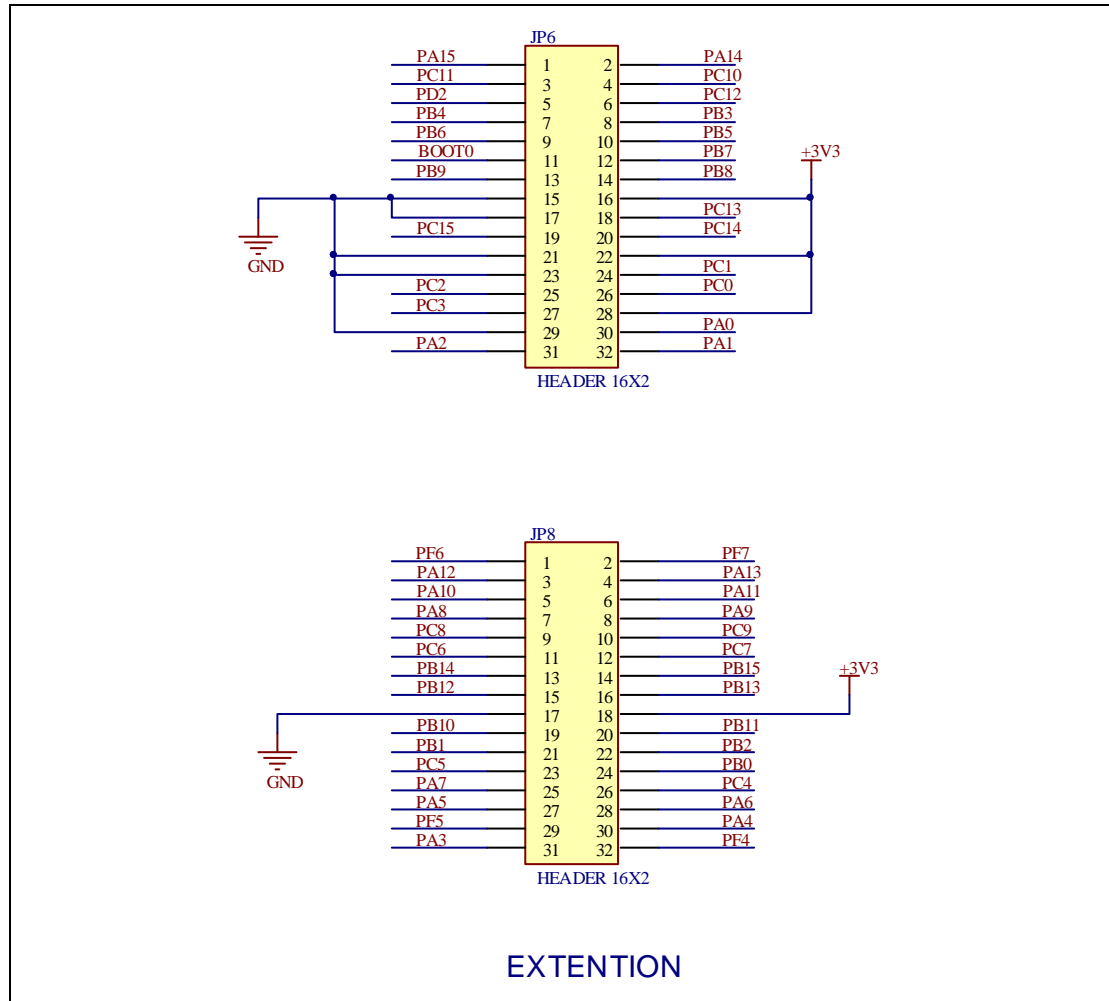 JP6
PA15 1 2 PA14
PC11 3 4 PC10
PD2 5 6 PC12
PB4 7 8 PB3
PB6 9 10 PB5
BOOT0 11 12 PB7 +3V3
PB9 13 14 PB8
15 16
17 18 PC13
PC15 19 20 PC14
GND 21 22
23 24 PC1
PC2 25 26 PC0
PC3 27 28
29 30 PA0
PA2 31 32 PA1
HEADER 16X2
JP8
PF6 1 2 PF7
PA12 3 4 PA13
PA10 5 6 PA11
PA8 7 8 PA9
PC8 9 10 PC9
PC6 11 12 PC7
PB14 13 14 PB15 +3V3
PB12 15 16 PB13
17 18
PB10 19 20 PB11
PB1 21 22 PB2
PC5 23 24 PB0
GND
PA7 25 26 PC4
PA5 27 28 PA6
PF5 29 30 PA4
PA3 31 32 PF4
HEADER 16X2
EXTENTION